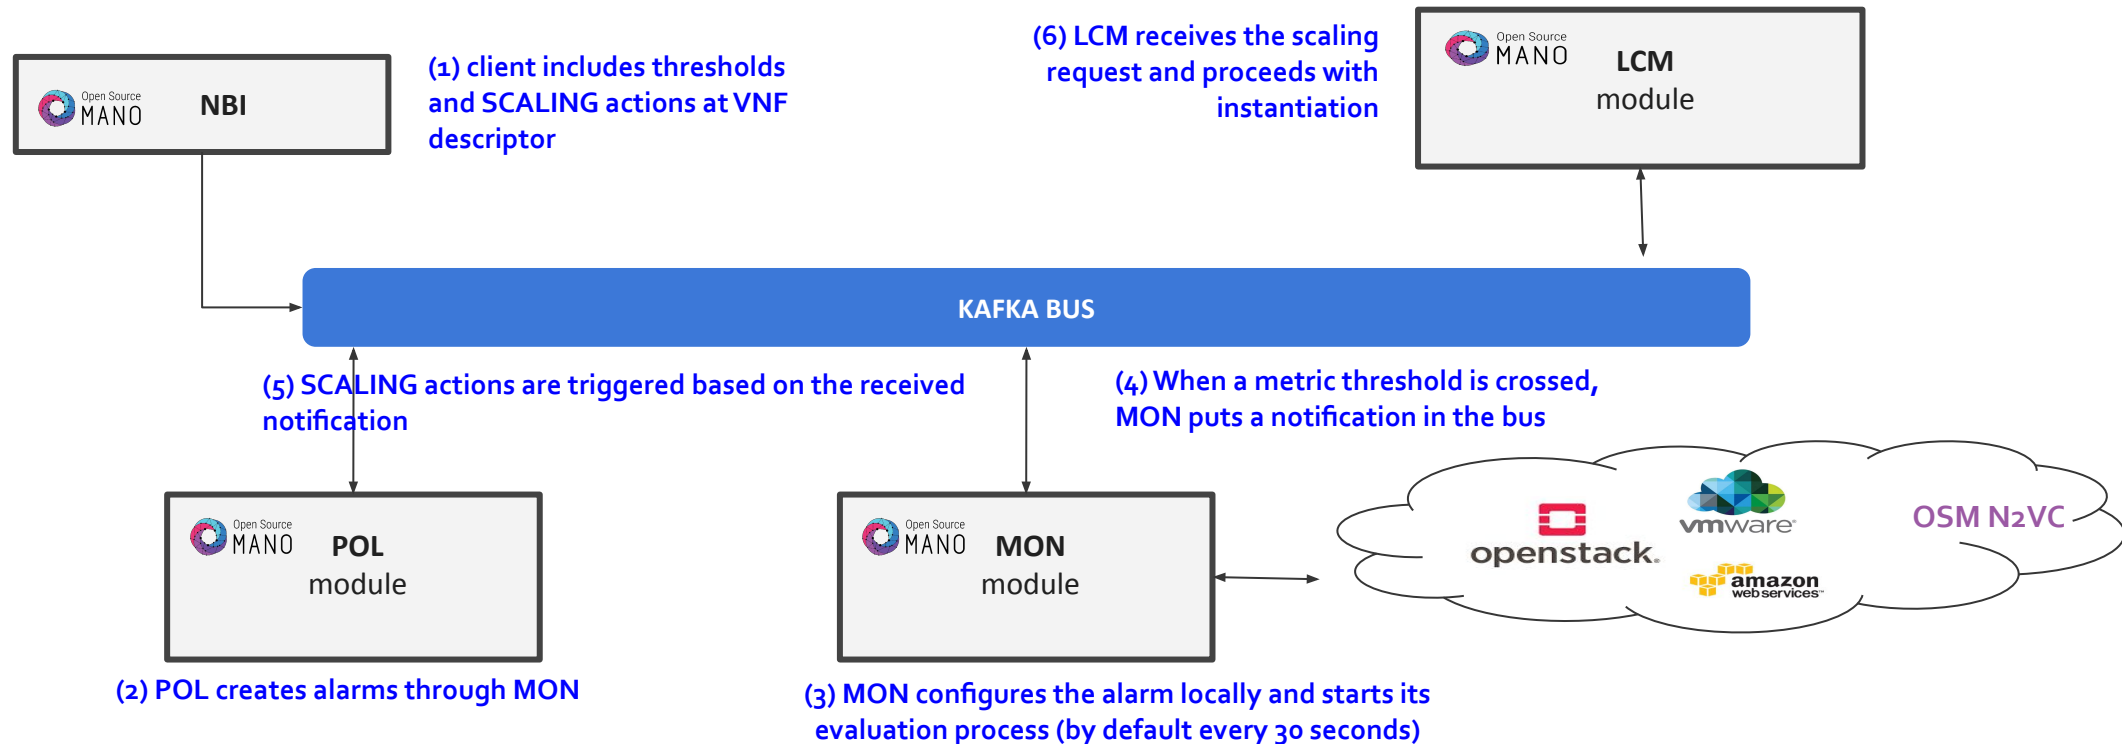 Open Source
MANO
NBI
(1) client includes thresholds
and SCALING actions at VNF
descriptor
(6) LCM receives the scaling
request and proceeds with
instantiation
Open Source
MANO
LCM
module
KAFKA BUS
(5) SCALING actions are triggered based on the received
notification
(4) When a metric threshold is crossed,
MON puts a notification in the bus
Open Source
MANO
POL
module
(2) POL creates alarms through MON
Open Source
MANO
MON
module
(3) MON configures the alarm locally and starts its
evaluation process (by default every 30 seconds)
openstack.
vmware®
amazon
webservices™
OSM N2VC